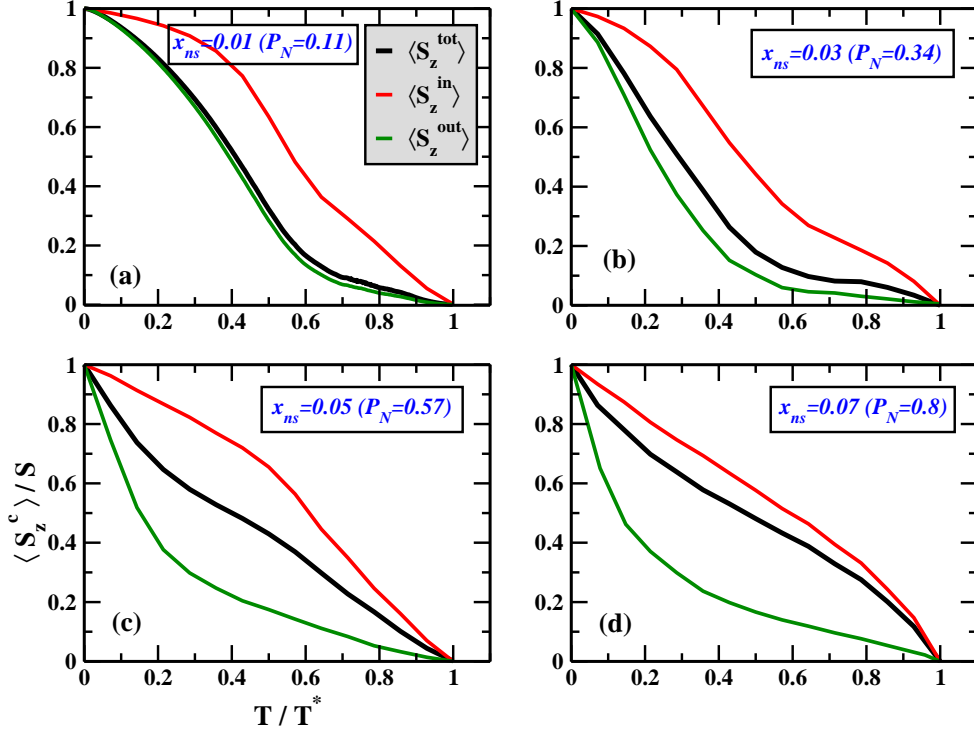 1
0.8
0.6
0.4
0.2
0
0 0.2 0.4 0.6 0.8 1
x_ns=0.01 (P_N=0.11)
⟨S_z^tot⟩
⟨S_z^in⟩
⟨S_z^out⟩
(a)
1
0.8
0.6
0.4
0.2
0
0 0.2 0.4 0.6 0.8 1
x_ns=0.03 (P_N=0.34)
(b)
1
0.8
0.6
0.4
0.2
0
0 0.2 0.4 0.6 0.8 1
x_ns=0.05 (P_N=0.57)
(c)
1
0.8
0.6
0.4
0.2
0
0 0.2 0.4 0.6 0.8 1
x_ns=0.07 (P_N=0.8)
(d)
⟨S_z^c⟩ / S
T / T^*